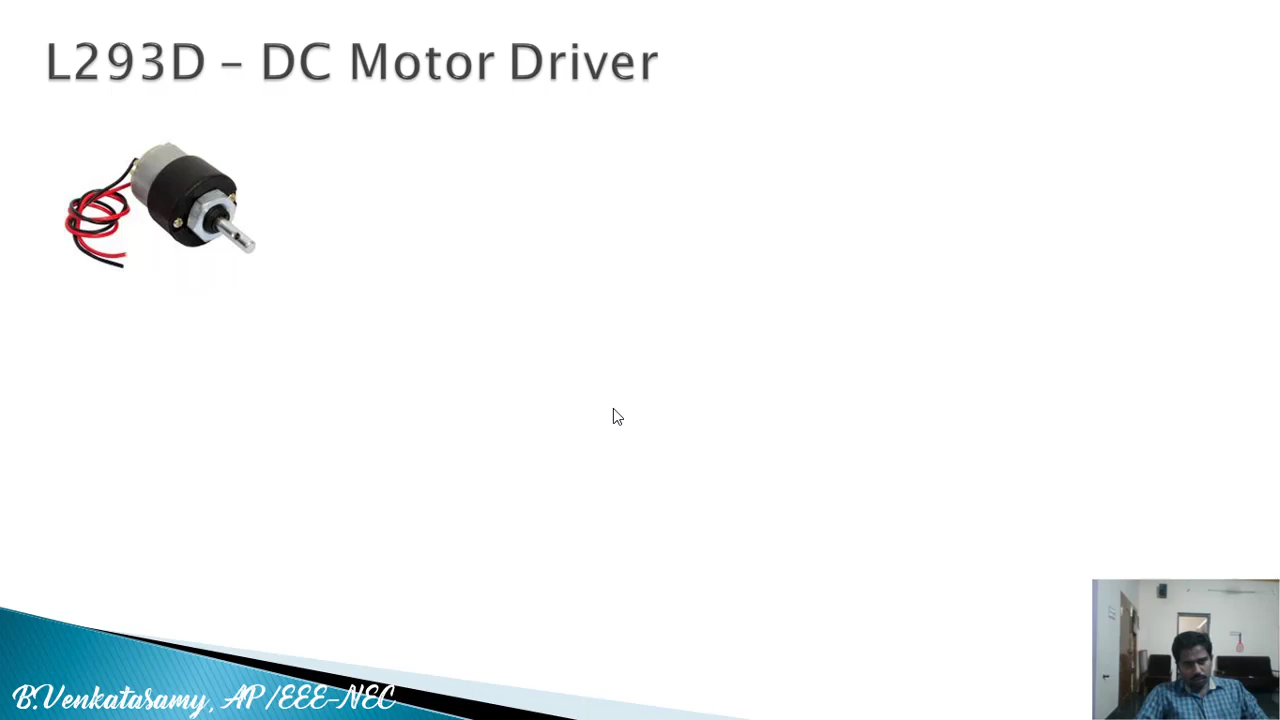 L293D – DC Motor Driver
B.Venkatasamy, AP/EEE-NEC